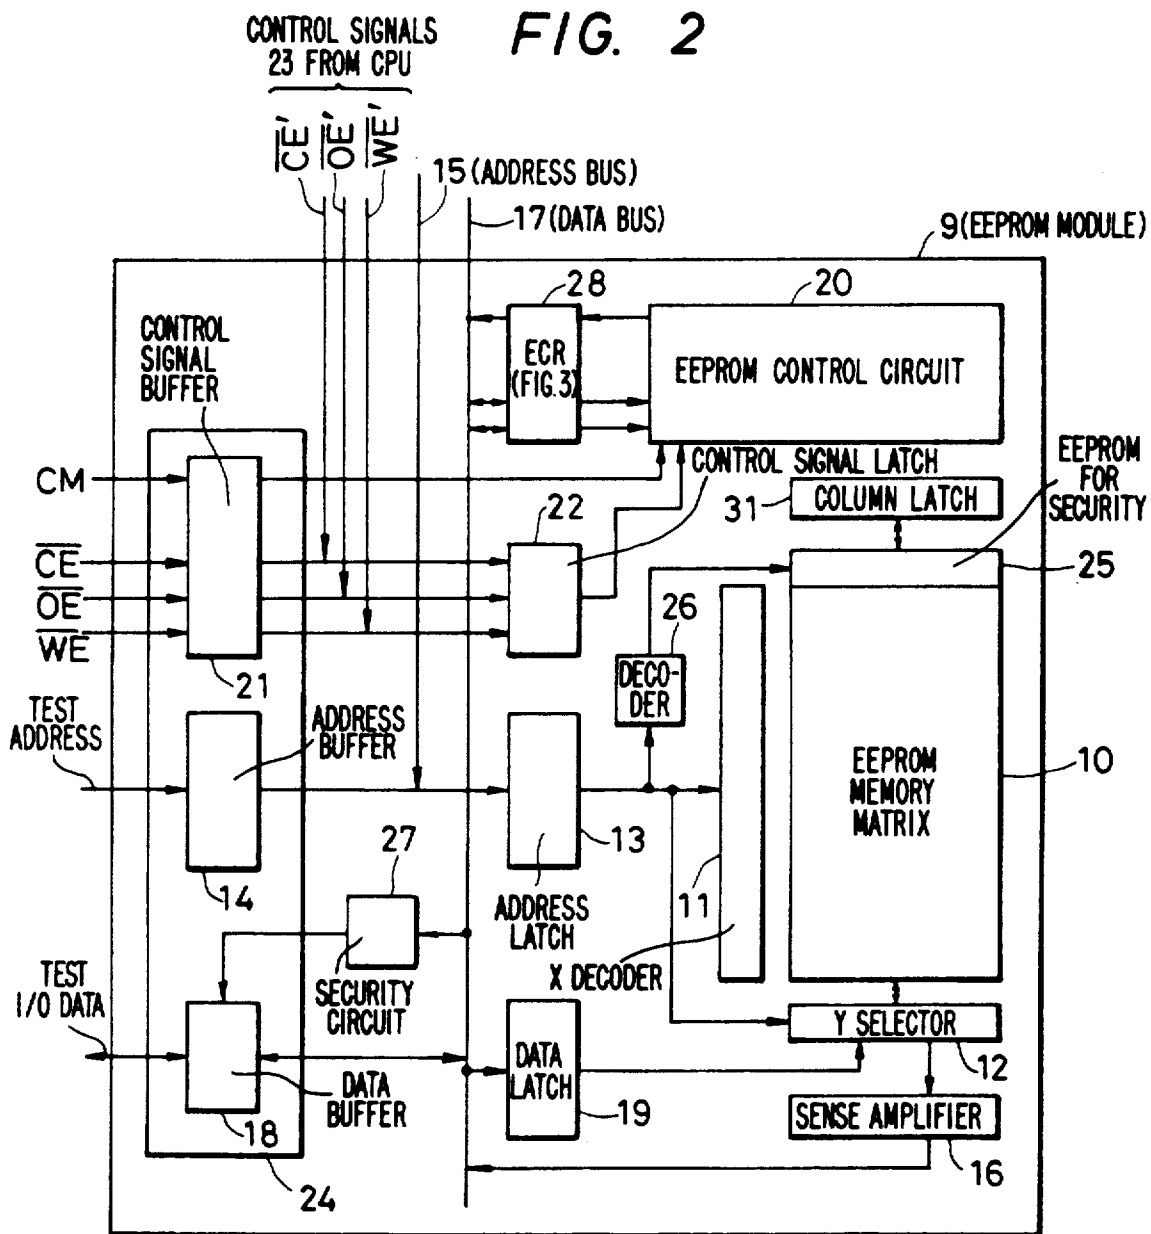 FIG. 2
CONTROL SIGNALS
23 FROM CPU
CE'
OE'
WE'
15 (ADDRESS BUS)
17 (DATA BUS)
9 (EEPROM MODULE)
28
20
CONTROL
SIGNAL
BUFFER
ECR
(FIG.3)
EEPROM CONTROL CIRCUIT
CONTROL SIGNAL LATCH
EEPROM
FOR
SECURITY
CM
31
COLUMN LATCH
22
CE
25
OE
26
WE
DECO-
DER
21
TEST
ADDRESS
ADDRESS
BUFFER
EEPROM
MEMORY
MATRIX
10
13
27
14
11
ADDRESS
LATCH
X DECODER
TEST
I/O DATA
SECURITY
CIRCUIT
Y SELECTOR
DATA
LATCH
12
DATA
BUFFER
19
SENSE AMPLIFIER
18
16
24